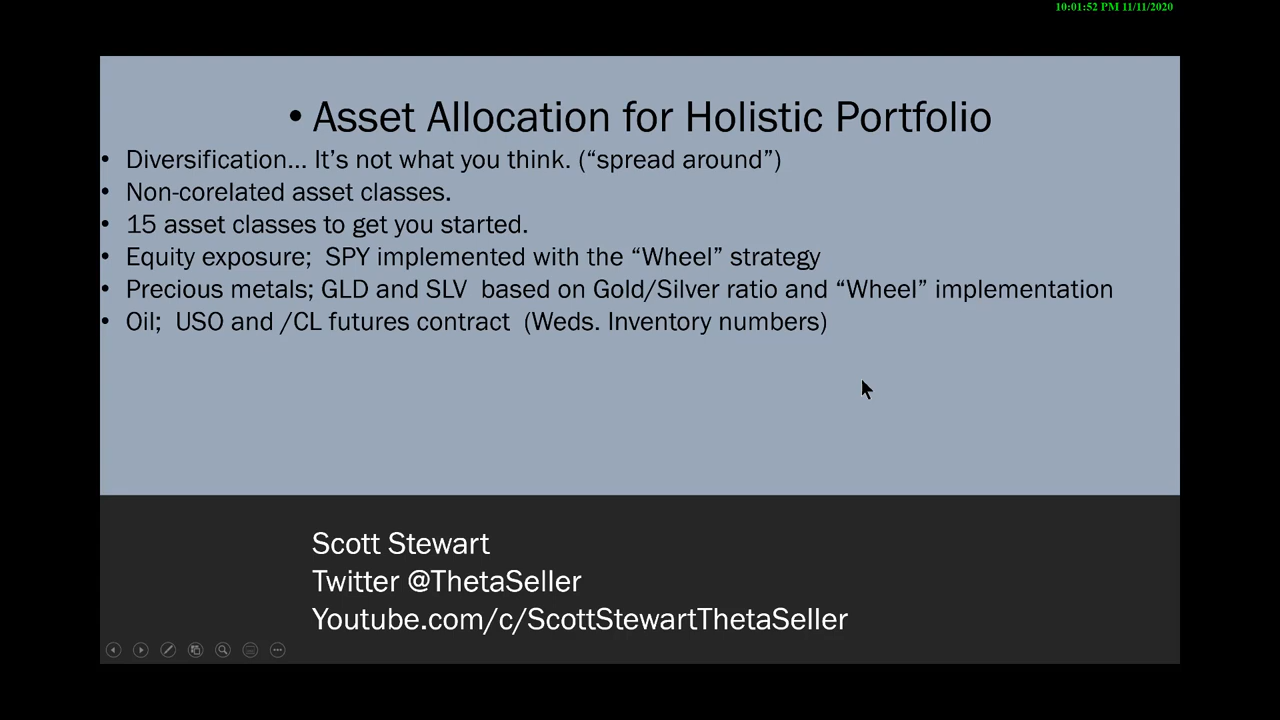 10:01:52 PM 11/11/2020
• Asset Allocation for Holistic Portfolio
• Diversification... It’s not what you think. (“spread around”)
• Non-corelated asset classes.
• 15 asset classes to get you started.
• Equity exposure;  SPY implemented with the “Wheel” strategy
• Precious metals; GLD and SLV  based on Gold/Silver ratio and “Wheel” implementation
• Oil;  USO and /CL futures contract  (Weds. Inventory numbers)
Scott Stewart
Twitter @ThetaSeller
Youtube.com/c/ScottStewartThetaSeller